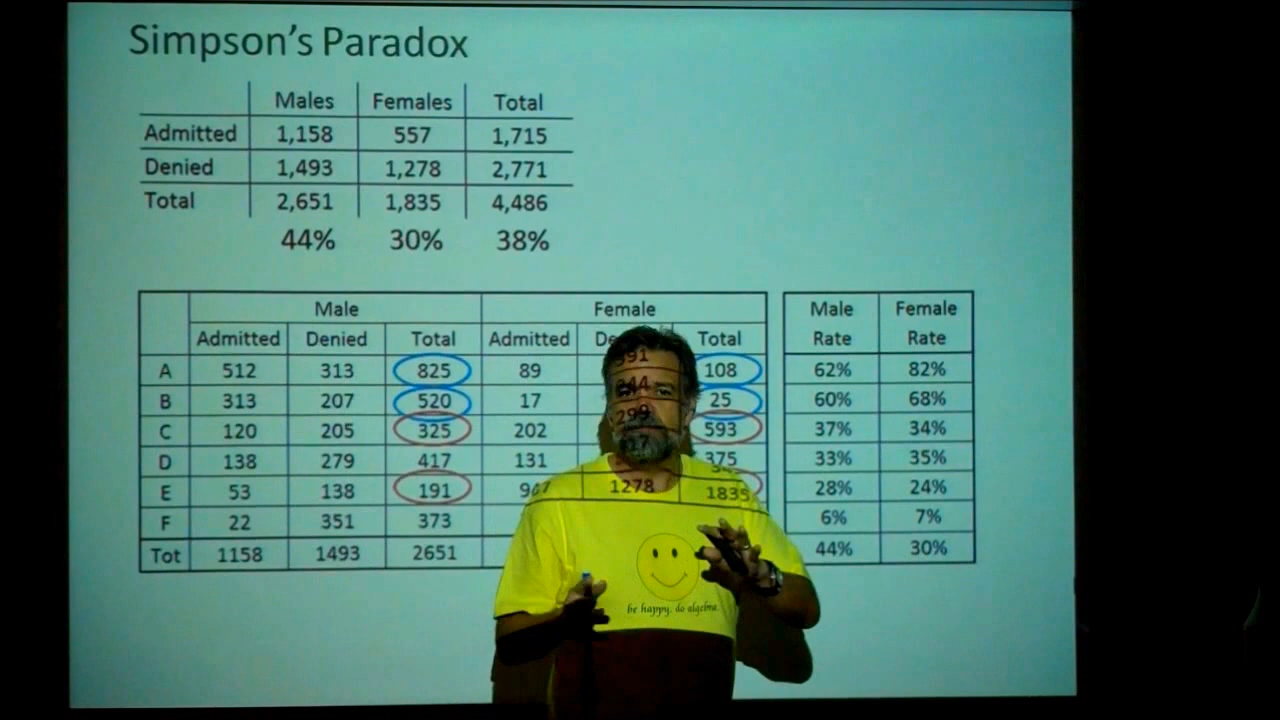 Simpson's Paradox
Males Females Total
Admitted 1,158 557 1,715
Denied 1,493 1,278 2,771
Total 2,651 1,835 4,486
44% 30% 38%
Male Female Male Female
Admitted Denied Total Admitted De Total Rate Rate
A 512 313 825 89 108 62% 82%
B 313 207 520 17 25 60% 68%
C 120 205 325 202 299 593 37% 34%
D 138 279 417 131 375 33% 35%
E 53 138 191 1278 1835 28% 24%
F 22 351 373 6% 7%
Tot 1158 1493 2651 44% 30%
be happy. do algebra.